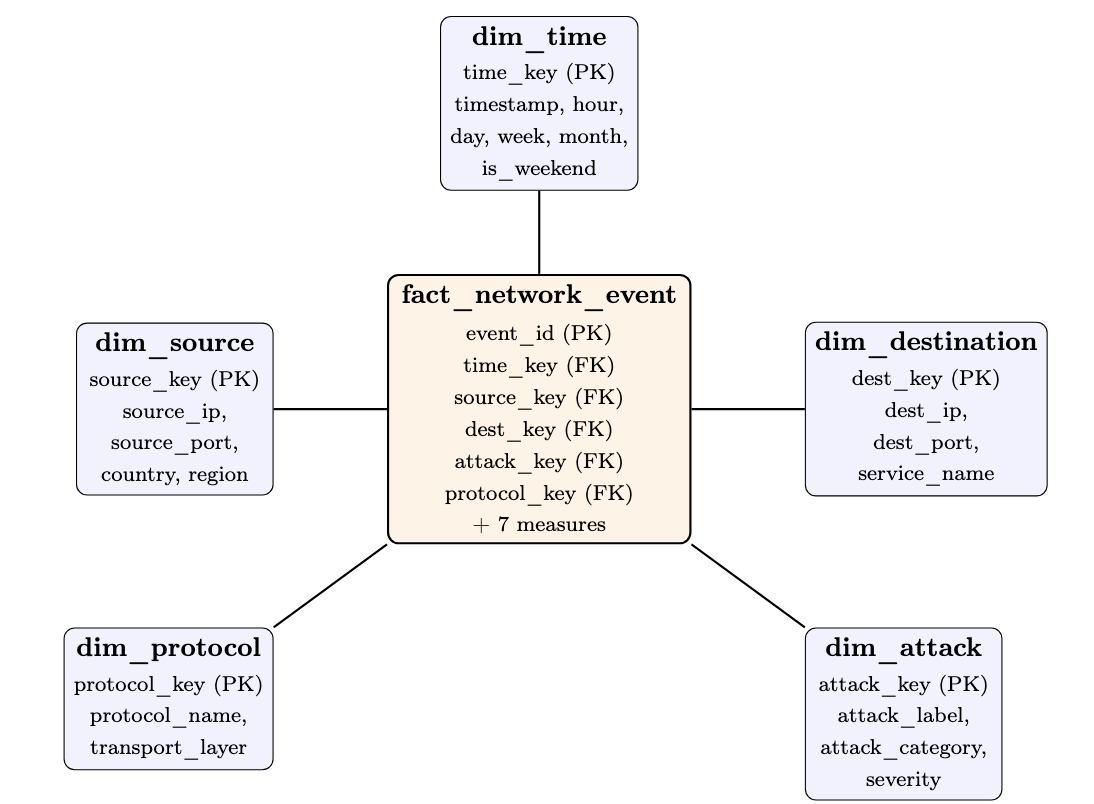 dim_time
time_key (PK)
timestamp, hour,
day, week, month,
is_weekend
fact_network_event
event_id (PK)
time_key (FK)
source_key (FK)
dest_key (FK)
attack_key (FK)
protocol_key (FK)
+ 7 measures
dim_source
source_key (PK)
source_ip,
source_port,
country, region
dim_destination
dest_key (PK)
dest_ip,
dest_port,
service_name
dim_protocol
protocol_key (PK)
protocol_name,
transport_layer
dim_attack
attack_key (PK)
attack_label,
attack_category,
severity